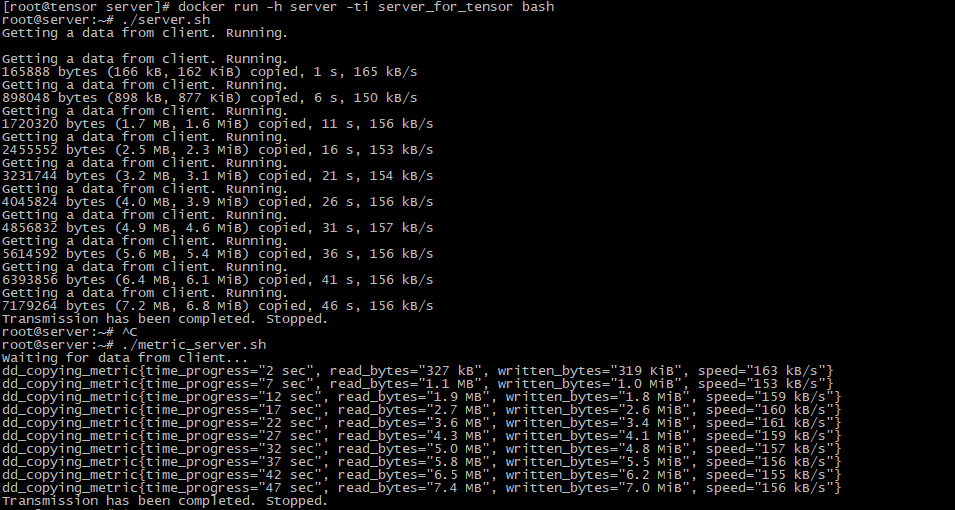 [root@tensor server]# docker run -h server -ti server_for_tensor bash
root@server:~# ./server.sh
Getting a data from client. Running.
Getting a data from client. Running.
165888 bytes (166 kB, 162 KiB) copied, 1 s, 165 kB/s
Getting a data from client. Running.
898048 bytes (898 kB, 877 KiB) copied, 6 s, 150 kB/s
Getting a data from client. Running.
1720320 bytes (1.7 MB, 1.6 MiB) copied, 11 s, 156 kB/s
Getting a data from client. Running.
2455552 bytes (2.5 MB, 2.3 MiB) copied, 16 s, 153 kB/s
Getting a data from client. Running.
3231744 bytes (3.2 MB, 3.1 MiB) copied, 21 s, 154 kB/s
Getting a data from client. Running.
4045824 bytes (4.0 MB, 3.9 MiB) copied, 26 s, 156 kB/s
Getting a data from client. Running.
4856832 bytes (4.9 MB, 4.6 MiB) copied, 31 s, 157 kB/s
Getting a data from client. Running.
5614592 bytes (5.6 MB, 5.4 MiB) copied, 36 s, 156 kB/s
Getting a data from client. Running.
6393856 bytes (6.4 MB, 6.1 MiB) copied, 41 s, 156 kB/s
Getting a data from client. Running.
7179264 bytes (7.2 MB, 6.8 MiB) copied, 46 s, 156 kB/s
Transmission has been completed. Stopped.
root@server:~# ^C
root@server:~# ./metric_server.sh
Waiting for data from client...
dd_copying_metric{time_progress="2 sec", read_bytes="327 kB", written_bytes="319 KiB", speed="163 kB/s"}
dd_copying_metric{time_progress="7 sec", read_bytes="1.1 MB", written_bytes="1.0 MiB", speed="153 kB/s"}
dd_copying_metric{time_progress="12 sec", read_bytes="1.9 MB", written_bytes="1.8 MiB", speed="159 kB/s"}
dd_copying_metric{time_progress="17 sec", read_bytes="2.7 MB", written_bytes="2.6 MiB", speed="160 kB/s"}
dd_copying_metric{time_progress="22 sec", read_bytes="3.6 MB", written_bytes="3.4 MiB", speed="161 kB/s"}
dd_copying_metric{time_progress="27 sec", read_bytes="4.3 MB", written_bytes="4.1 MiB", speed="159 kB/s"}
dd_copying_metric{time_progress="32 sec", read_bytes="5.0 MB", written_bytes="4.8 MiB", speed="157 kB/s"}
dd_copying_metric{time_progress="37 sec", read_bytes="5.8 MB", written_bytes="5.5 MiB", speed="156 kB/s"}
dd_copying_metric{time_progress="42 sec", read_bytes="6.5 MB", written_bytes="6.2 MiB", speed="155 kB/s"}
dd_copying_metric{time_progress="47 sec", read_bytes="7.4 MB", written_bytes="7.0 MiB", speed="156 kB/s"}
Transmission has been completed. Stopped.